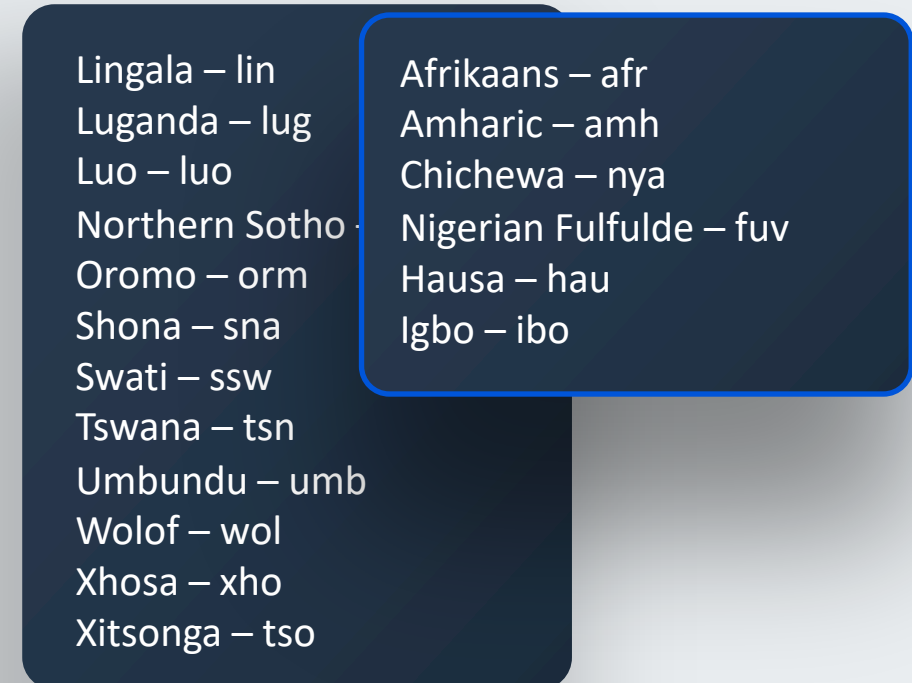 Lingala – lin
Luganda – lug
Luo – luo
Northern Sotho -
Oromo – orm
Shona – sna
Swati – ssw
Tswana – tsn
Umbundu – umb
Wolof – wol
Xhosa – xho
Xitsonga – tso
Afrikaans – afr
Amharic – amh
Chichewa – nya
Nigerian Fulfulde – fuv
Hausa – hau
Igbo – ibo